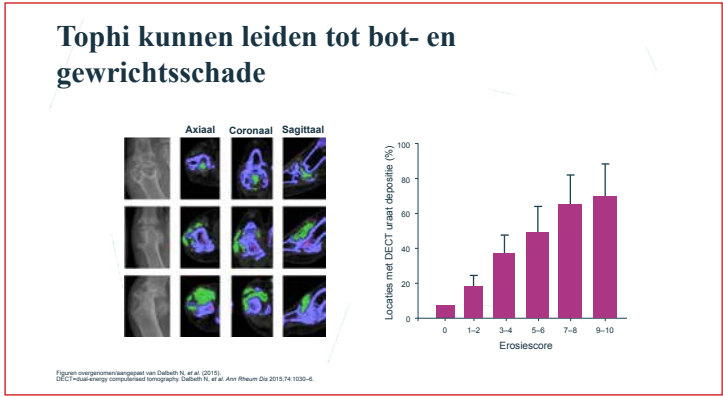 Tophi kunnen leiden tot bot- en
gewrichtsschade
Axiaal Coronaal Sagittaal
Locaties met DECT uraat depositie (%)
100
80
60
40
20
0
0 1–2 3–4 5–6 7–8 9–10
Erosiescore
Figuren overgenomen/aangepast van Dalbeth N, et al. (2015).
DECT=dual-energy computerised tomography. Dalbeth N, et al. Ann Rheum Dis 2015;74:1030–6.